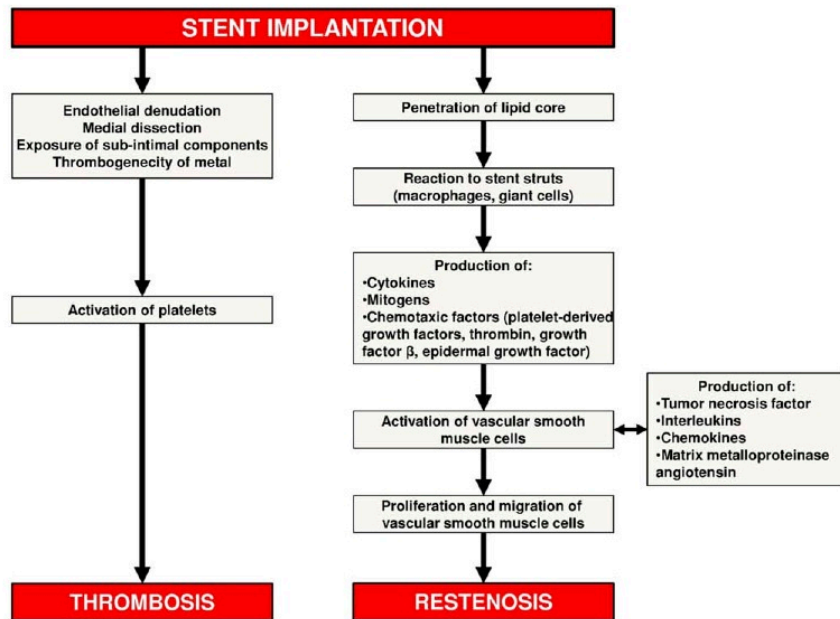 STENT IMPLANTATION
Endothelial denudation
Medial dissection
Exposure of sub-intimal components
Thrombogenecity of metal
Activation of platelets
THROMBOSIS
Penetration of lipid core
Reaction to stent struts
(macrophages, giant cells)
Production of:
•Cytokines
•Mitogens
•Chemotaxic factors (platelet-derived
growth factors, thrombin, growth
factor β, epidermal growth factor)
Activation of vascular smooth
muscle cells
Production of:
•Tumor necrosis factor
•Interleukins
•Chemokines
•Matrix metalloproteinase
angiotensin
Proliferation and migration of
vascular smooth muscle cells
RESTENOSIS